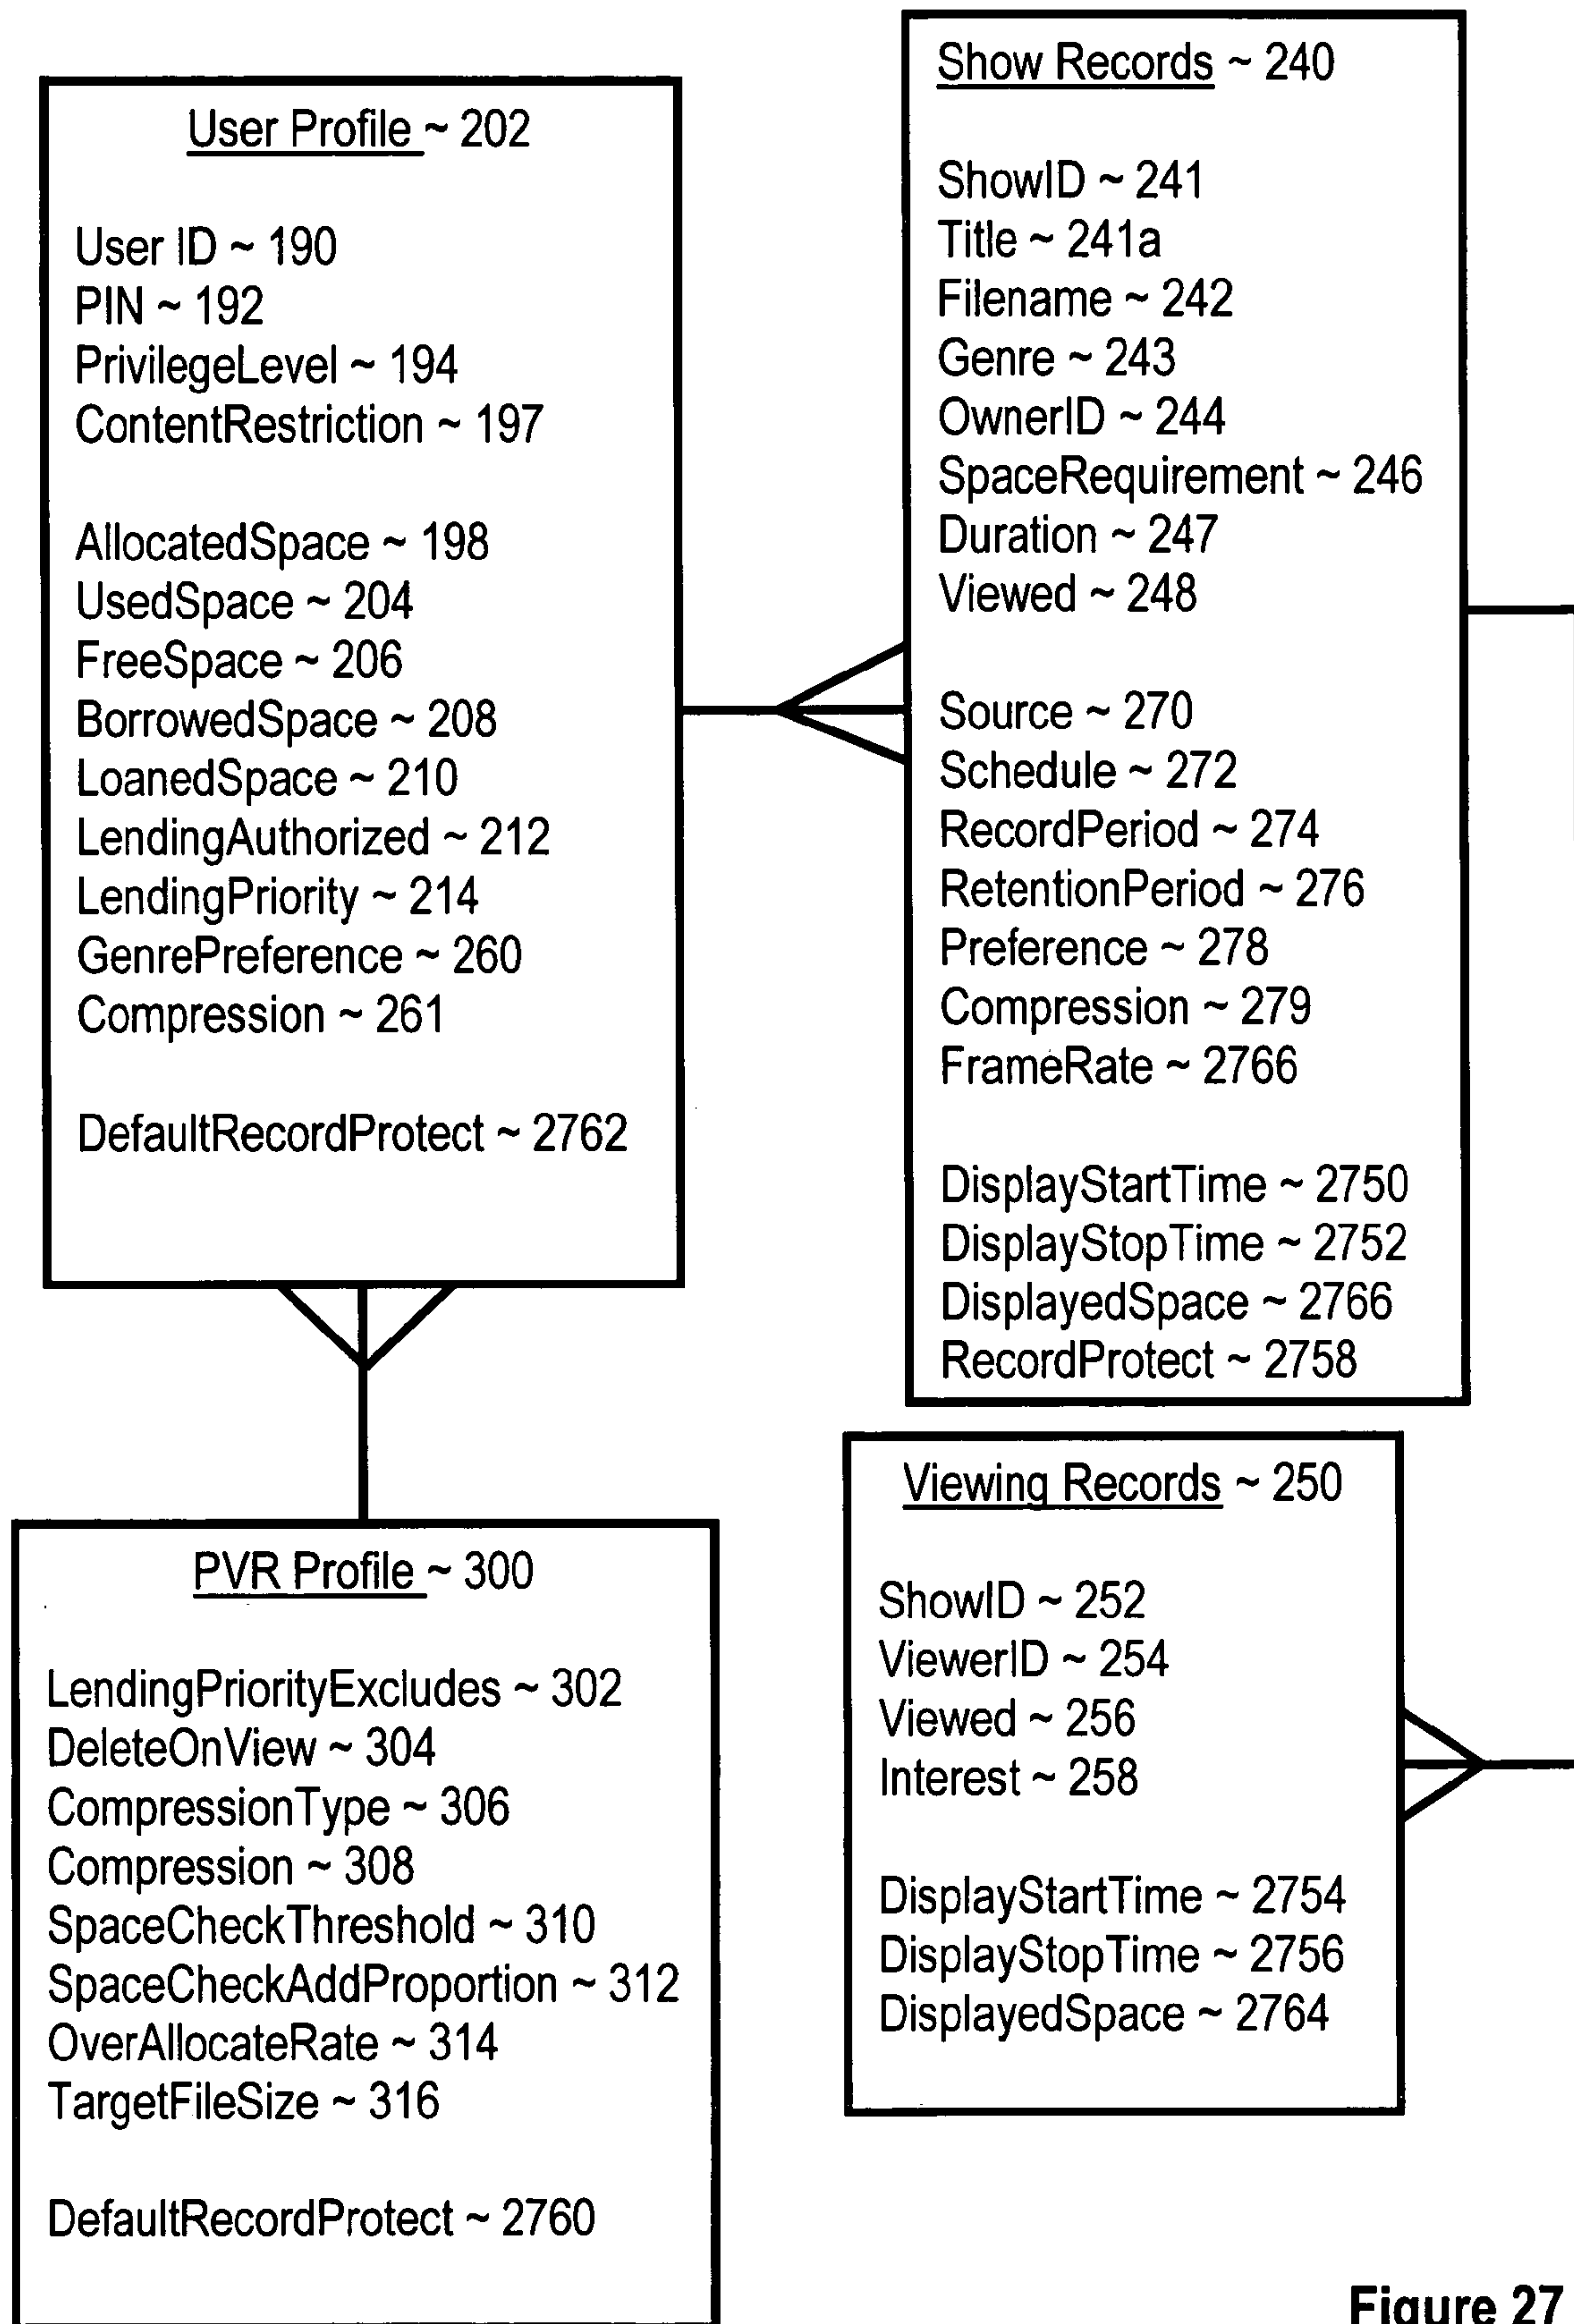 User Profile ~ 202
User ID ~ 190
PIN ~ 192
PrivilegeLevel ~ 194
ContentRestriction ~ 197
AllocatedSpace ~ 198
UsedSpace ~ 204
FreeSpace ~ 206
BorrowedSpace ~ 208
LoanedSpace ~ 210
LendingAuthorized ~ 212
LendingPriority ~ 214
GenrePreference ~ 260
Compression ~ 261
DefaultRecordProtect ~ 2762
Show Records ~ 240
ShowID ~ 241
Title ~ 241a
Filename ~ 242
Genre ~ 243
OwnerID ~ 244
SpaceRequirement ~ 246
Duration ~ 247
Viewed ~ 248
Source ~ 270
Schedule ~ 272
RecordPeriod ~ 274
RetentionPeriod ~ 276
Preference ~ 278
Compression ~ 279
FrameRate ~ 2766
DisplayStartTime ~ 2750
DisplayStopTime ~ 2752
DisplayedSpace ~ 2766
RecordProtect ~ 2758
PVR Profile ~ 300
LendingPriorityExcludes ~ 302
DeleteOnView ~ 304
CompressionType ~ 306
Compression ~ 308
SpaceCheckThreshold ~ 310
SpaceCheckAddProportion ~ 312
OverAllocateRate ~ 314
TargetFileSize ~ 316
DefaultRecordProtect ~ 2760
Viewing Records ~ 250
ShowID ~ 252
ViewerID ~ 254
Viewed ~ 256
Interest ~ 258
DisplayStartTime ~ 2754
DisplayStopTime ~ 2756
DisplayedSpace ~ 2764
Figure 27